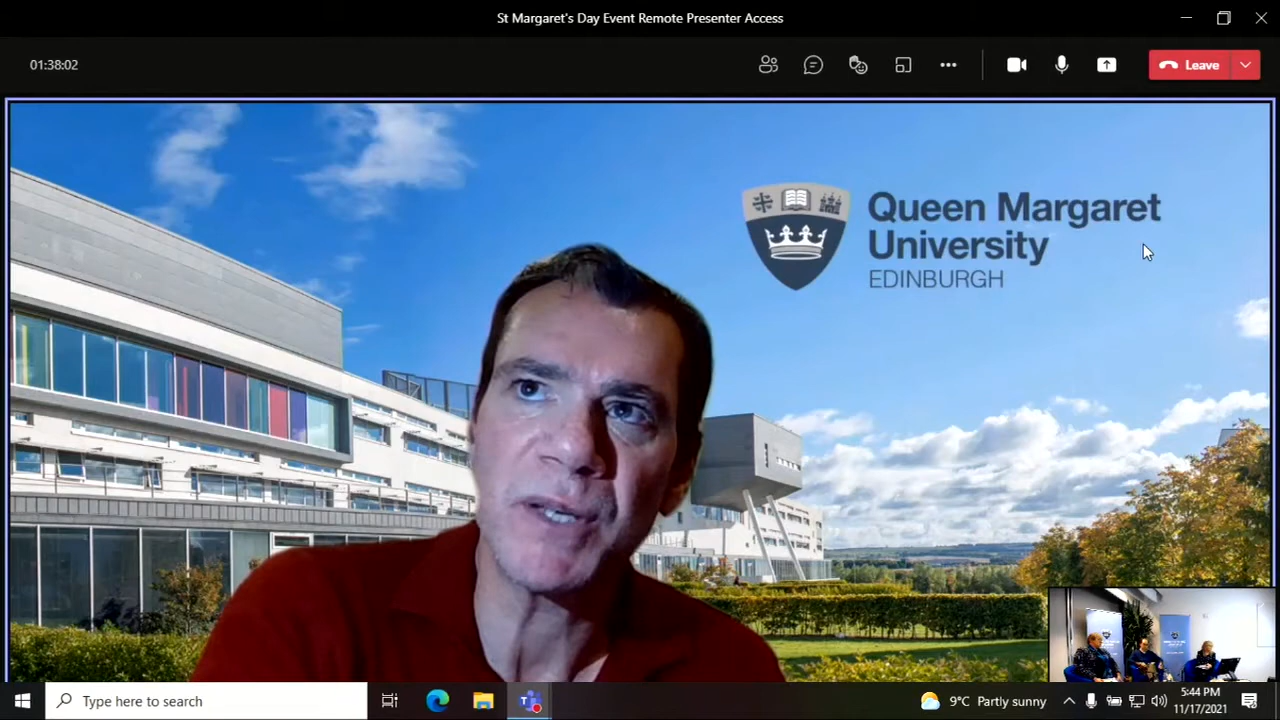 St Margaret's Day Event Remote Presenter Access
01:38:02
Leave
Queen Margaret
University
EDINBURGH
Type here to search
9°C Partly sunny
5:44 PM
11/17/2021